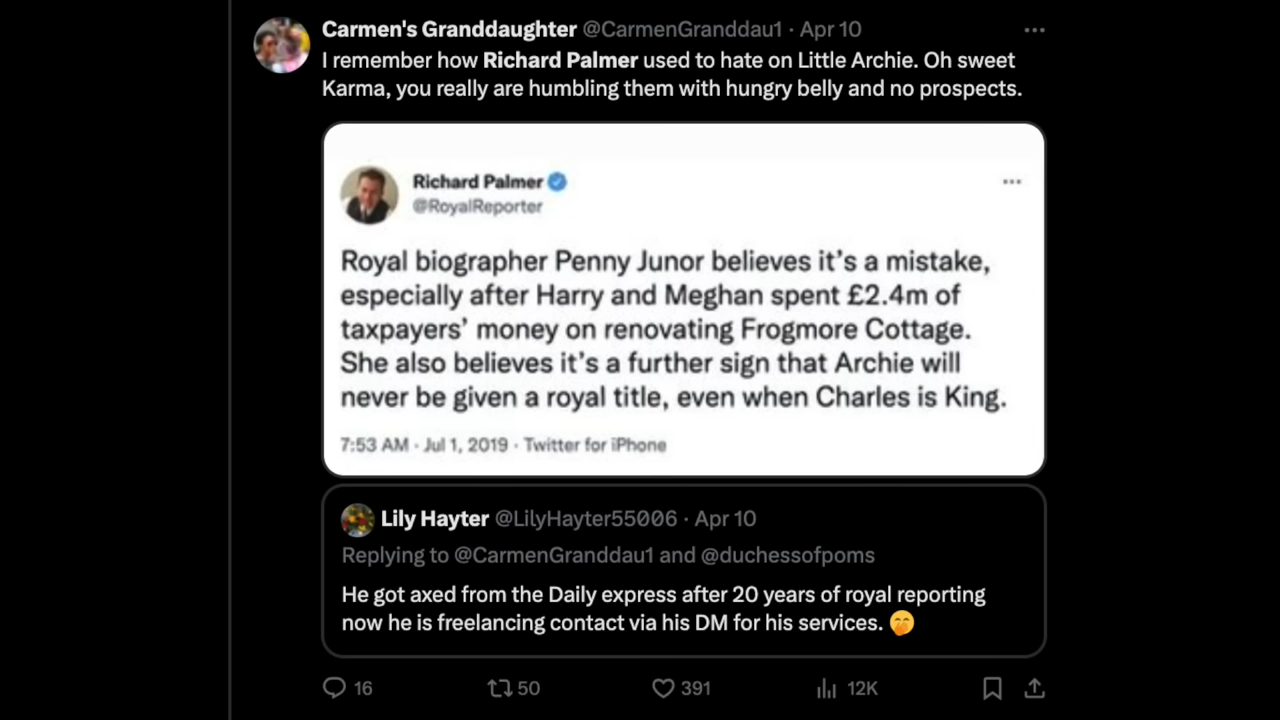 Carmen's Granddaughter @CarmenGranddau1 · Apr 10
I remember how Richard Palmer used to hate on Little Archie. Oh sweet
Karma, you really are humbling them with hungry belly and no prospects.
Richard Palmer
@RoyalReporter
Royal biographer Penny Junor believes it's a mistake,
especially after Harry and Meghan spent £2.4m of
taxpayers' money on renovating Frogmore Cottage.
She also believes it's a further sign that Archie will
never be given a royal title, even when Charles is King.
7:53 AM · Jul 1, 2019 · Twitter for iPhone
Lily Hayter @LilyHayter55006 · Apr 10
Replying to @CarmenGranddau1 and @duchessofpoms
He got axed from the Daily express after 20 years of royal reporting
now he is freelancing contact via his DM for his services. 🤭
16 50 391 12K